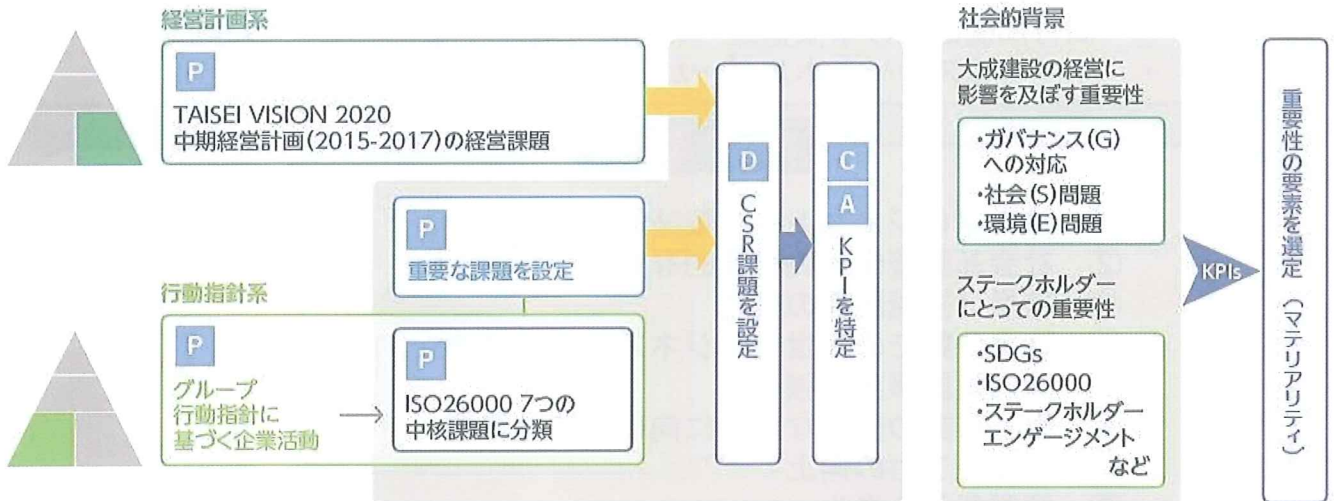 経営計画系
P
TAISEI VISION 2020
中期経営計画(2015-2017)の経営課題
P
重要な課題を設定
行動指針系
P
グループ
行動指針に
基づく企業活動
P
ISO26000 7つの
中核課題に分類
D
CSR課題を設定
C
A
KPIを特定
社会的背景
大成建設の経営に
影響を及ぼす重要性
・ガバナンス(G)
への対応
・社会(S)問題
・環境(E)問題
ステークホルダー
にとっての重要性
・SDGs
・ISO26000
・ステークホルダー
エンゲージメント
など
KPIs
重要性の要素を選定（マテリアリティ）